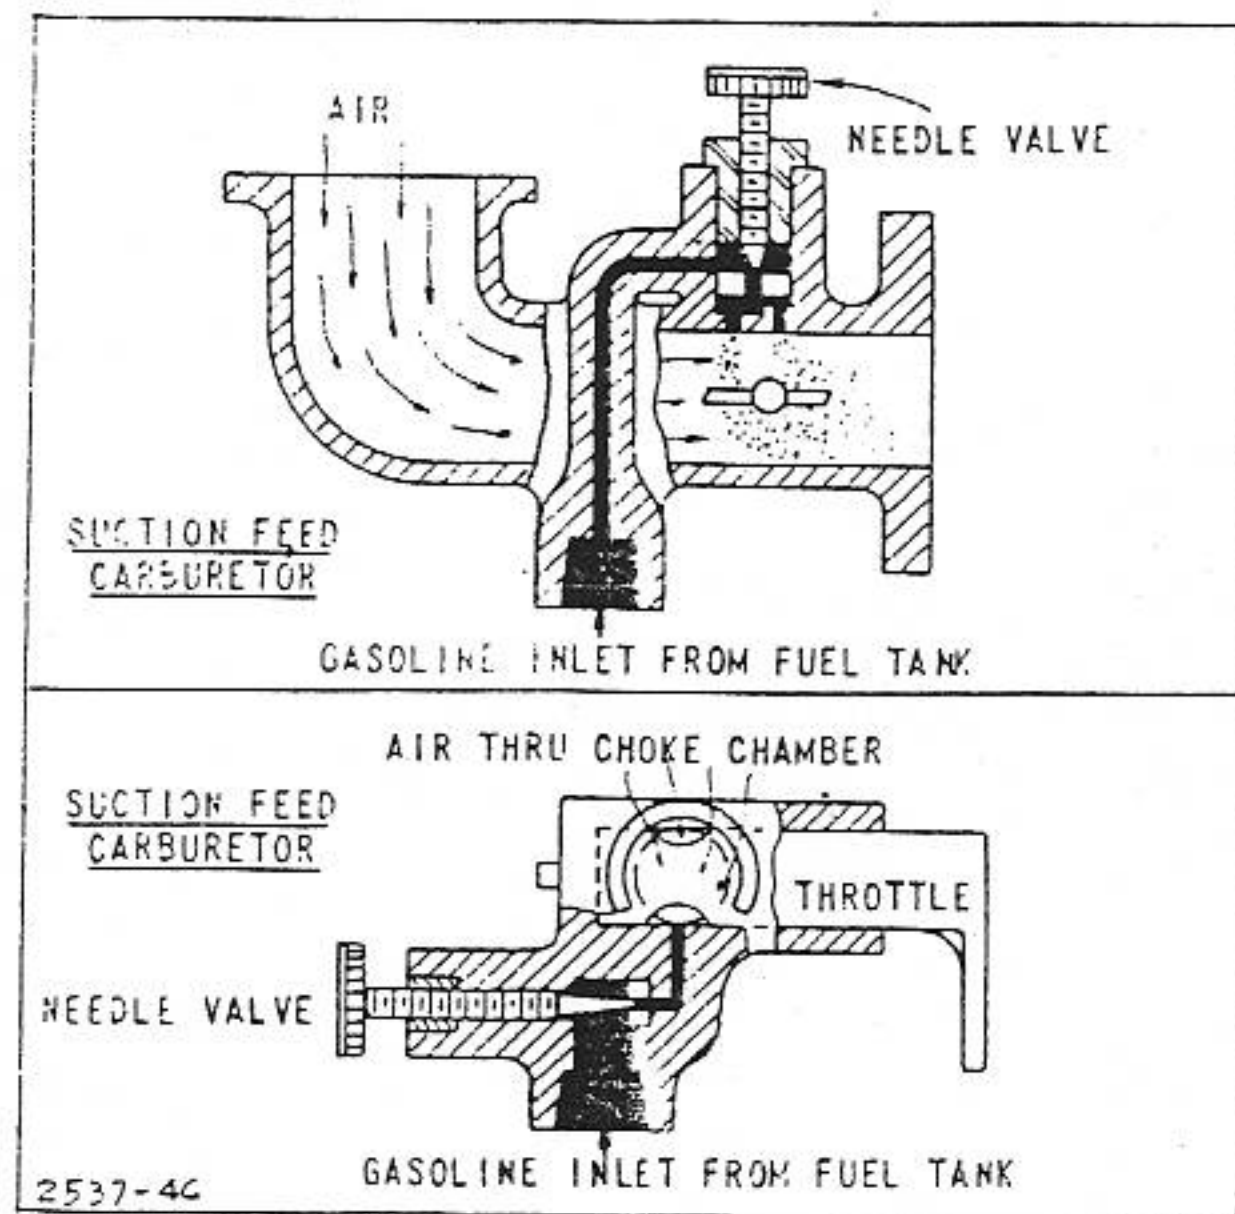 AIR
NEEDLE VALVE
SUCTION FEED
CARBURETOR
GASOLINE INLET FROM FUEL TANK
AIR THRU CHOKE CHAMBER
SUCTION FEED
CARBURETOR
THROTTLE
NEEDLE VALVE
GASOLINE INLET FROM FUEL TANK
2537-46